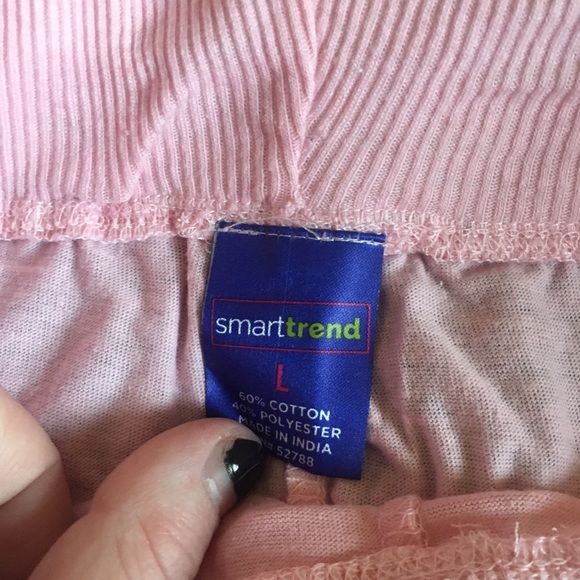 smarttrend
L
60% COTTON
40% POLYESTER
MADE IN INDIA
52788